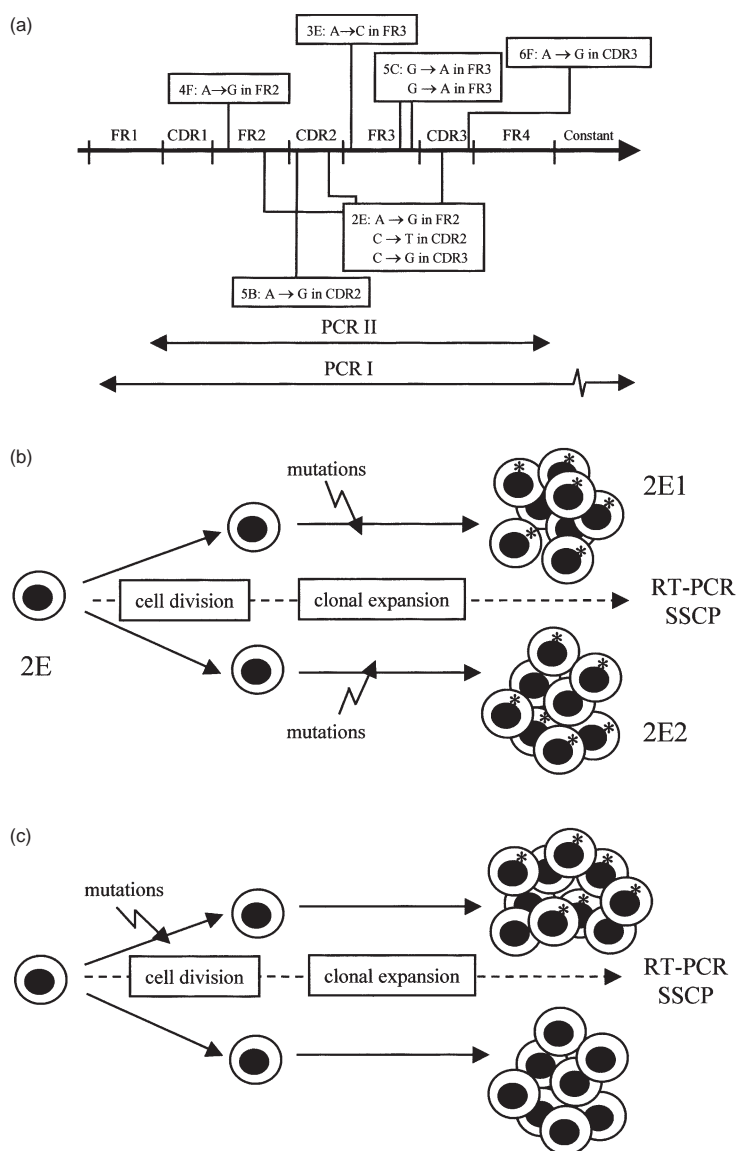 (a)
3E: A→C in FR3
5C: G → A in FR3
G → A in FR3
6F: A → G in CDR3
4F: A→G in FR2
FR1 CDR1 FR2 CDR2 FR3 CDR3 FR4 Constant
2E: A → G in FR2
C → T in CDR2
C → G in CDR3
5B: A → G in CDR2
PCR II
PCR I
(b)
mutations
2E1
cell division
clonal expansion
RT-PCR
SSCP
2E
mutations
2E2
(c)
mutations
cell division
clonal expansion
RT-PCR
SSCP